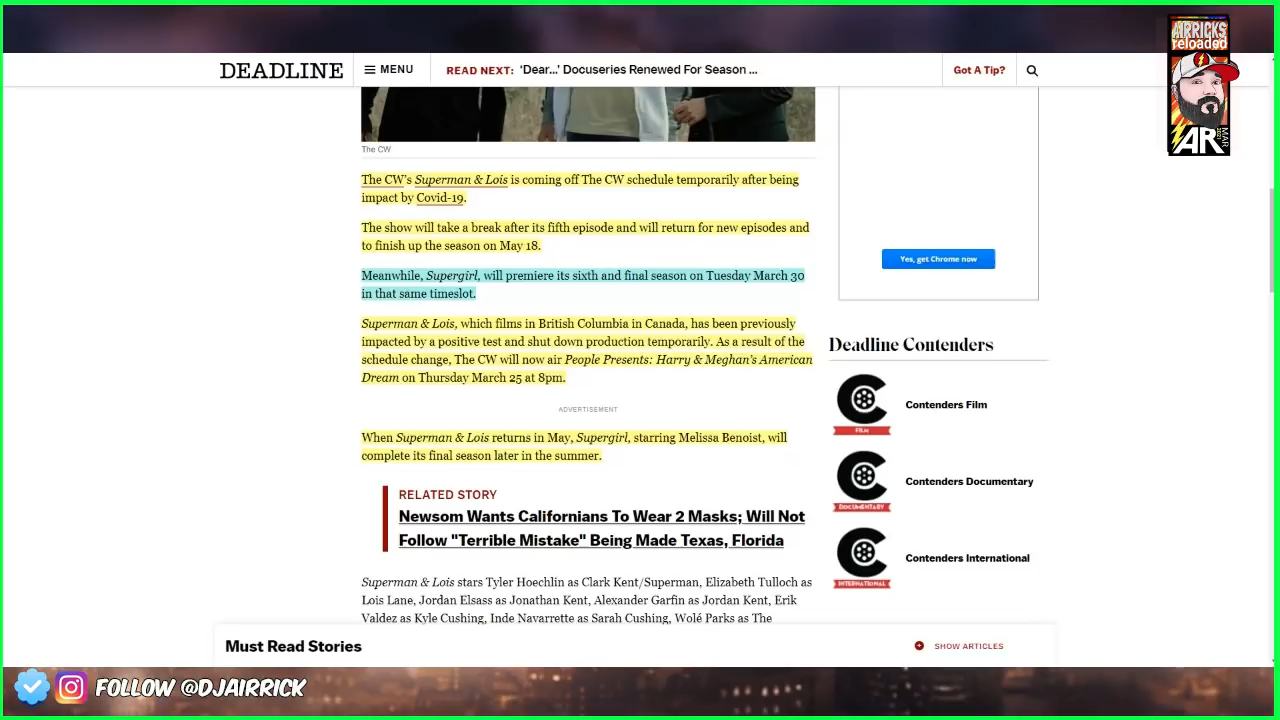 AIRRICKS
reloaded
DEADLINE
MENU
READ NEXT: 'Dear...' Docuseries Renewed For Season ...
Got A Tip?
AR
MAR
2021
The CW
The CW's Superman & Lois is coming off The CW schedule temporarily after being
impact by Covid-19.
The show will take a break after its fifth episode and will return for new episodes and
to finish up the season on May 18.
Meanwhile, Supergirl, will premiere its sixth and final season on Tuesday March 30
in that same timeslot.
Superman & Lois, which films in British Columbia in Canada, has been previously
impacted by a positive test and shut down production temporarily. As a result of the
schedule change, The CW will now air People Presents: Harry & Meghan's American
Dream on Thursday March 25 at 8pm.
ADVERTISEMENT
When Superman & Lois returns in May, Supergirl, starring Melissa Benoist, will
complete its final season later in the summer.
RELATED STORY
Newsom Wants Californians To Wear 2 Masks; Will Not
Follow "Terrible Mistake" Being Made Texas, Florida
Superman & Lois stars Tyler Hoechlin as Clark Kent/Superman, Elizabeth Tulloch as
Lois Lane, Jordan Elsass as Jonathan Kent, Alexander Garfin as Jordan Kent, Erik
Valdez as Kyle Cushing, Inde Navarrette as Sarah Cushing, Wolé Parks as The
Yes, get Chrome now
Deadline Contenders
FILM
Contenders Film
DOCUMENTARY
Contenders Documentary
INTERNATIONAL
Contenders International
Must Read Stories
SHOW ARTICLES
FOLLOW @DJAIRRICK